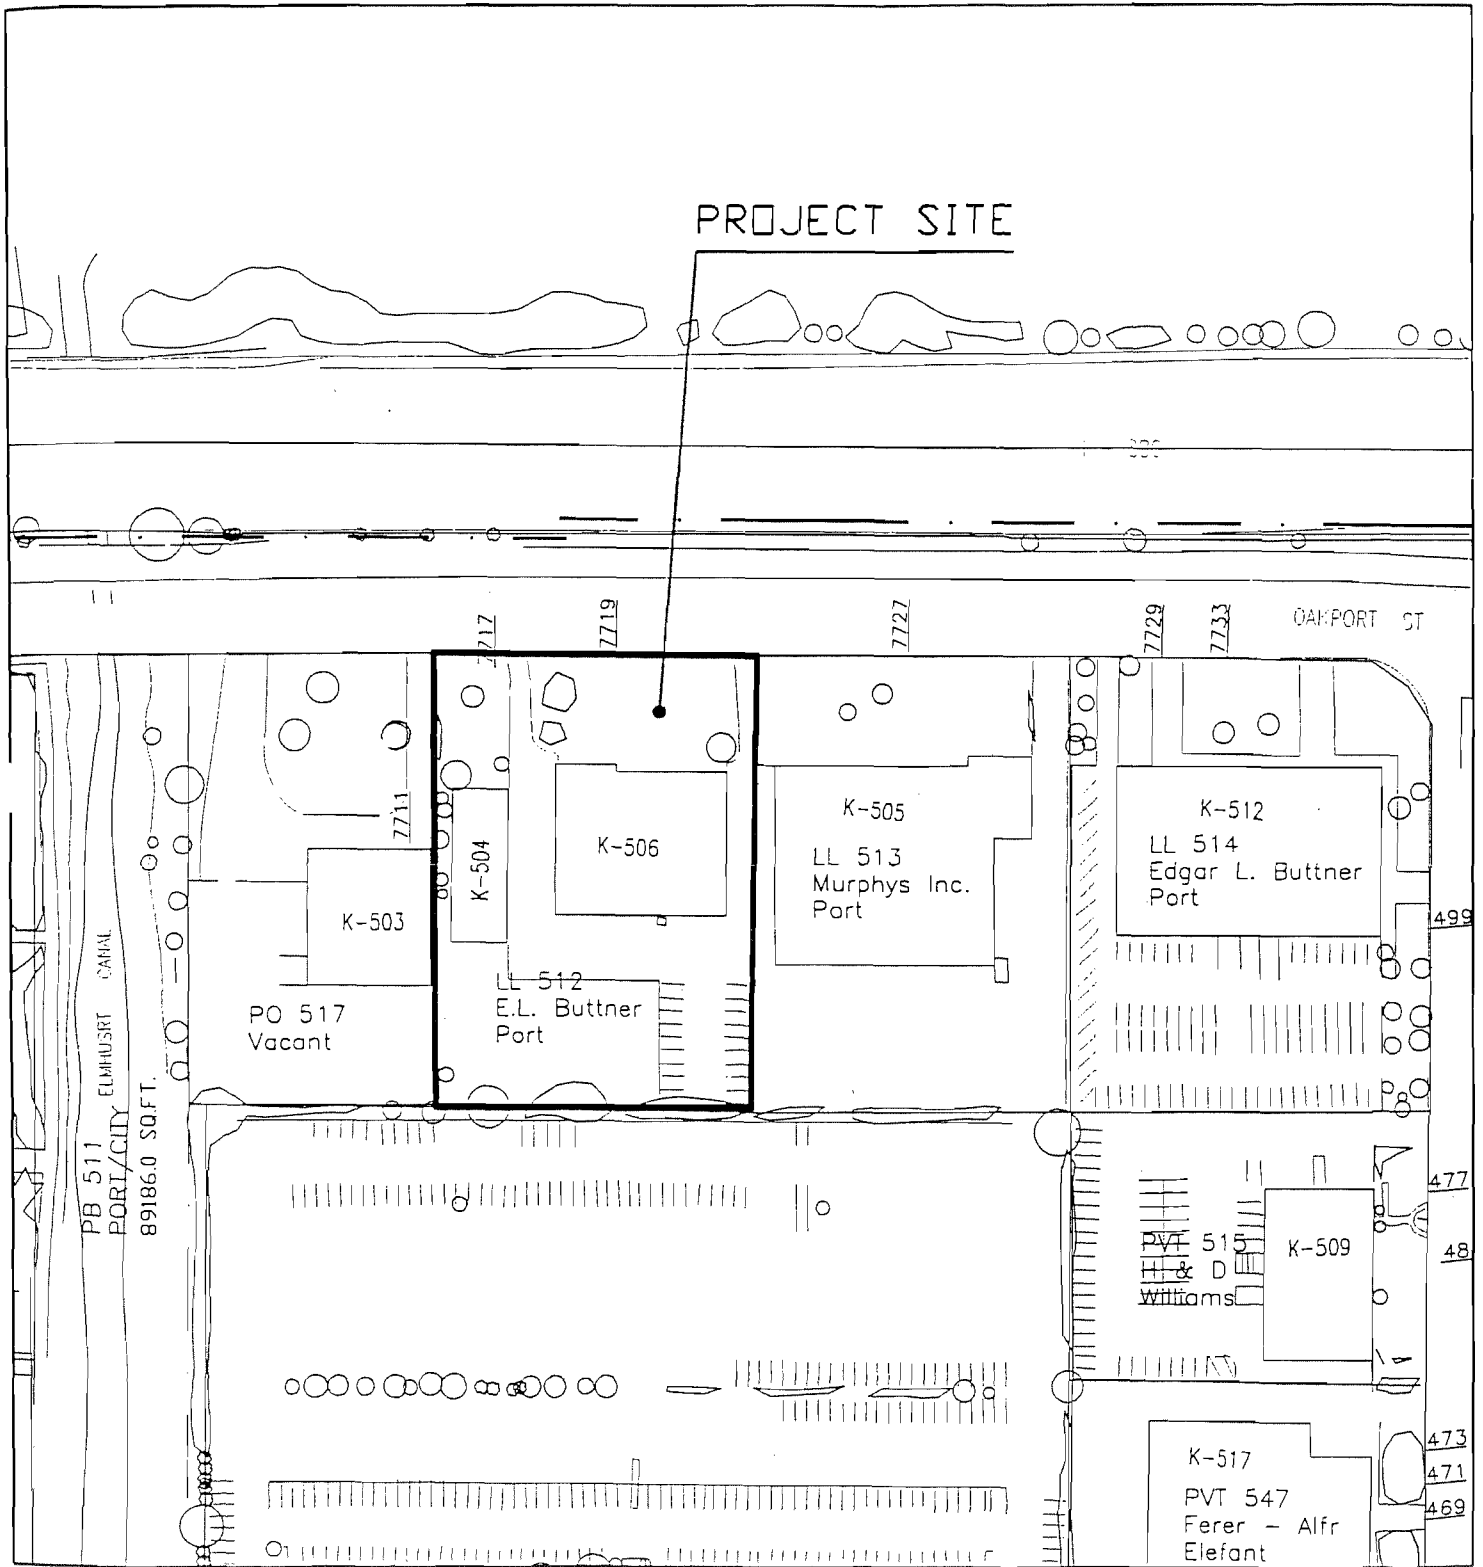 PROJECT SITE
7717
7719
7727
7729
7733
OAKPORT ST
7711
K-503
K-504
K-506
K-505
K-512
LL 513
Murphys Inc.
Port
LL 514
Edgar L. Buttner
Port
499
LL 512
E.L. Buttner
Port
PO 517
Vacant
ELMHUSRT CANAL
PB 511
PORT/CITY
89186.0 SQ.FT.
477
PVT 515
H & D
Williams
K-509
48
K-517
PVT 547
Ferer - Alfr
Elefant
473
471
469